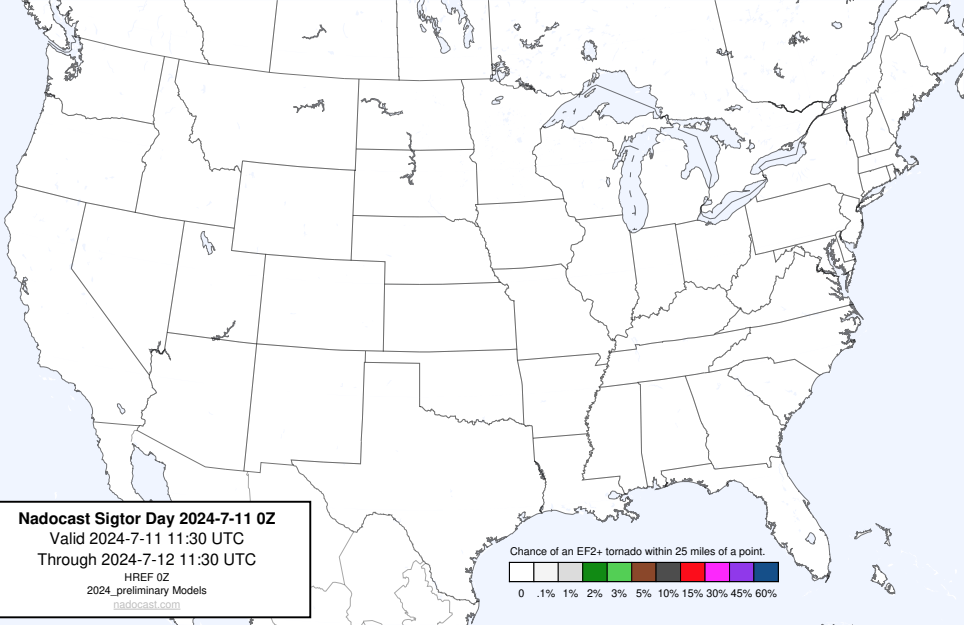 Nadocast Sigtor Day 2024-7-11 0Z
Valid 2024-7-11 11:30 UTC
Through 2024-7-12 11:30 UTC
HREF 0Z
2024_preliminary Models
nadocast.com
Chance of an EF2+ tornado within 25 miles of a point.
0 .1% 1% 2% 3% 5% 10% 15% 30% 45% 60%